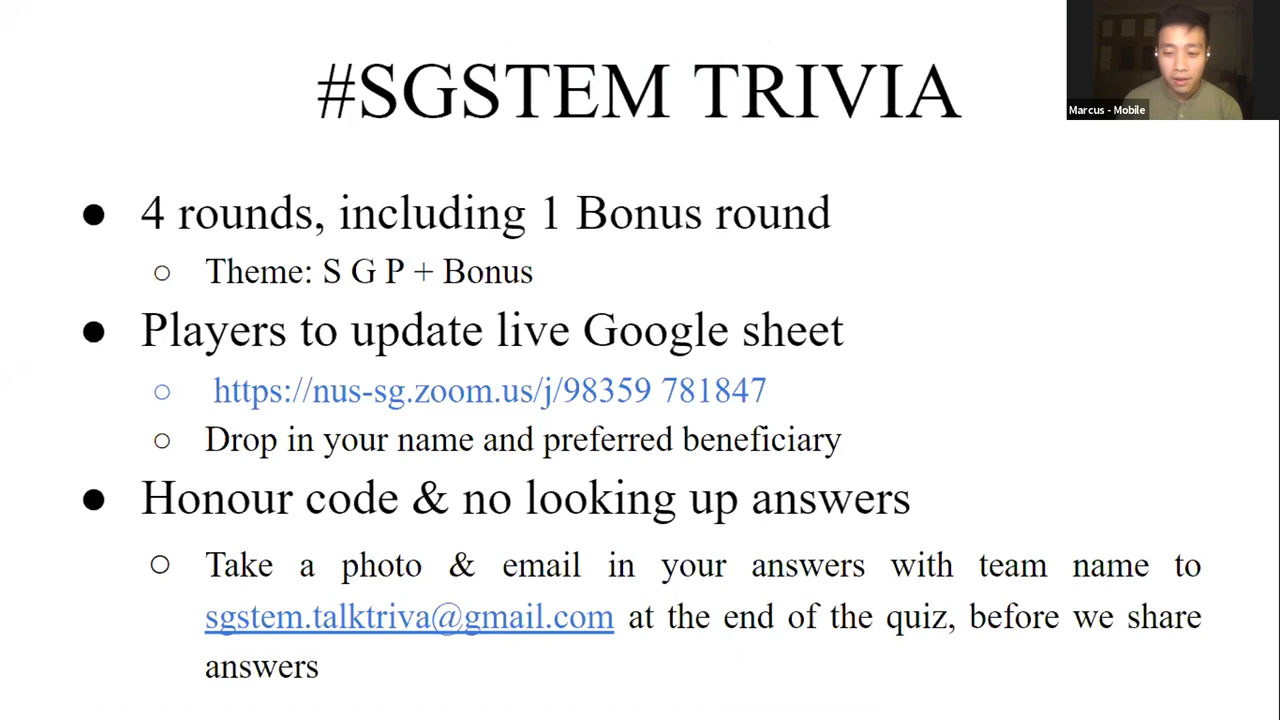 #SGSTEM TRIVIA
Marcus - Mobile
● 4 rounds, including 1 Bonus round
○ Theme: S G P + Bonus
● Players to update live Google sheet
○ https://nus-sg.zoom.us/j/98359 781847
○ Drop in your name and preferred beneficiary
● Honour code & no looking up answers
○ Take a photo & email in your answers with team name to
sgstem.talktriva@gmail.com at the end of the quiz, before we share
answers